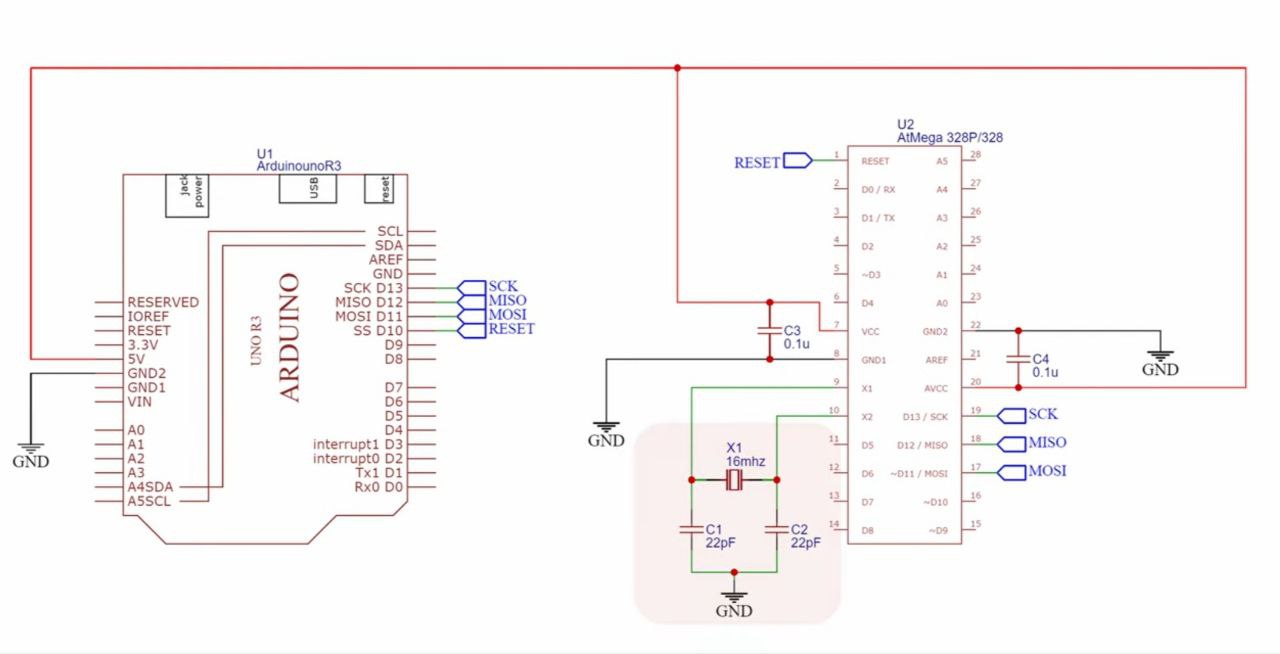 U1
ArduinounoR3
jack
power
USB
reset
SCL
SDA
AREF
GND
SCK D13
MISO D12
MOSI D11
SS D10
D9
D8
D7
D6
D5
D4
interrupt1 D3
interrupt0 D2
Tx1 D1
Rx0 D0
RESERVED
IOREF
RESET
3.3V
5V
GND2
GND1
VIN
A0
A1
A2
A3
A4SDA
A5SCL
UNO R3
ARDUINO
GND
SCK
MISO
MOSI
RESET
U2
AtMega 328P/328
RESET
1 RESET A5 28
2 D0 / RX A4 27
3 D1 / TX A3 26
4 D2 A2 25
5 ~D3 A1 24
6 D4 A0 23
7 VCC GND2 22
8 GND1 AREF 21
9 X1 AVCC 20
10 X2 D13 / SCK 19
11 D5 D12 / MISO 18
12 D6 ~D11 / MOSI 17
13 D7 ~D10 16
14 D8 ~D9 15
C3
0.1u
GND
C4
0.1u
GND
SCK
MISO
MOSI
X1
16mhz
C1
22pF
C2
22pF
GND